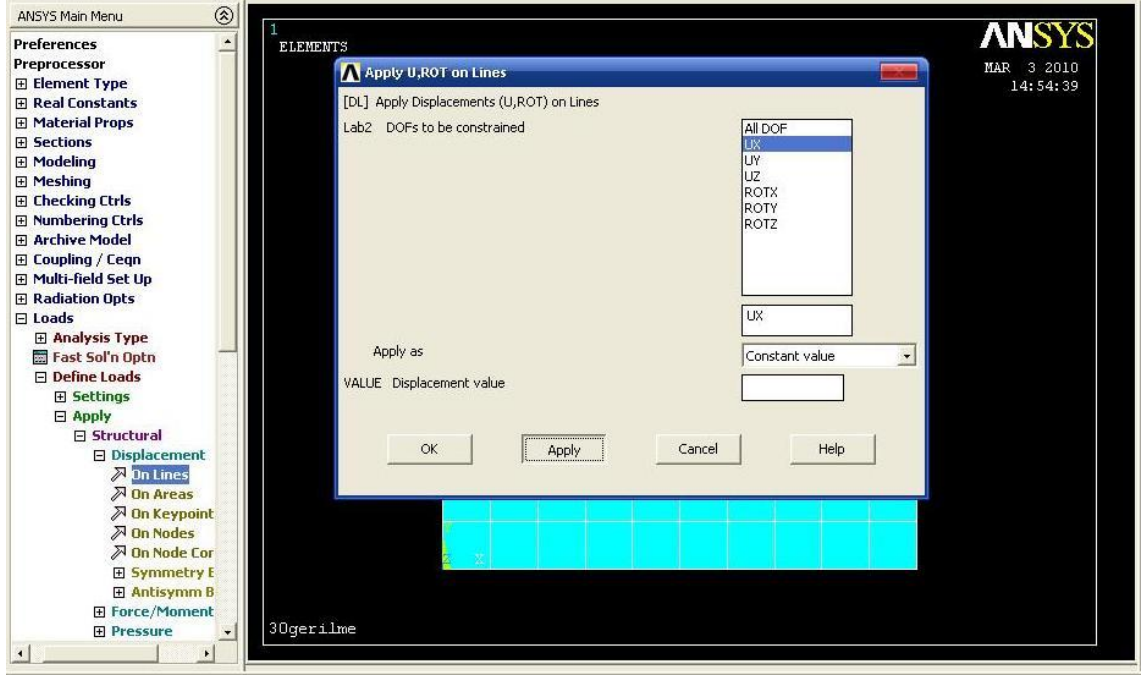 ANSYS Main Menu
Preferences
Preprocessor
Element Type
Real Constants
Material Props
Sections
Modeling
Meshing
Checking Ctrls
Numbering Ctrls
Archive Model
Coupling / Ceqn
Multi-field Set Up
Radiation Opts
Loads
Analysis Type
Fast Sol'n Optn
Define Loads
Settings
Apply
Structural
Displacement
On Lines
On Areas
On Keypoint
On Nodes
On Node Cor
Symmetry B
Antisymm B
Force/Moment
Pressure
1
ELEMENTS
ANSYS
MAR 3 2010
14:54:39
Apply U,ROT on Lines
[DL] Apply Displacements (U,ROT) on Lines
Lab2 DOFs to be constrained
All DOF
UX
UY
UZ
ROTX
ROTY
ROTZ
UX
Apply as
Constant value
VALUE Displacement value
OK
Apply
Cancel
Help
Y
Z X
3Ogerilme